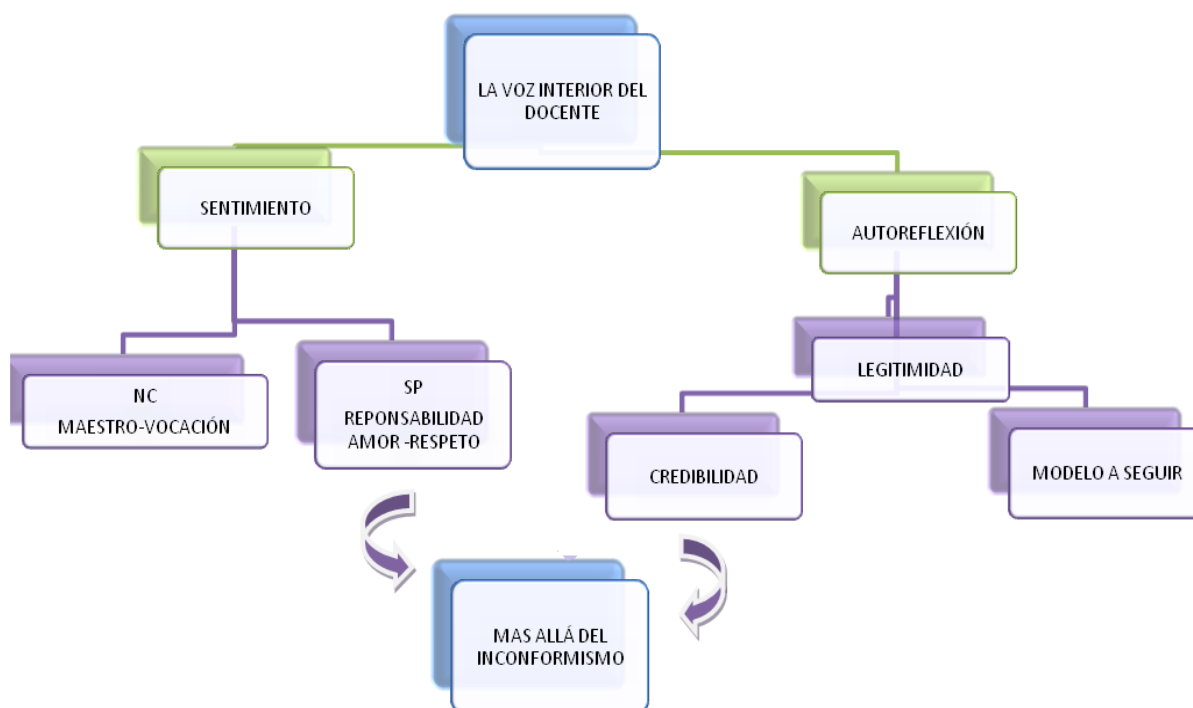 LA VOZ INTERIOR DEL
DOCENTE
SENTIMIENTO
AUTOREFLEXIÓN
NC
MAESTRO-VOCACIÓN
SP
REPONSABILIDAD
AMOR -RESPETO
LEGITIMIDAD
CREDIBILIDAD
MODELO A SEGUIR
MAS ALLÁ DEL
INCONFORMISMO